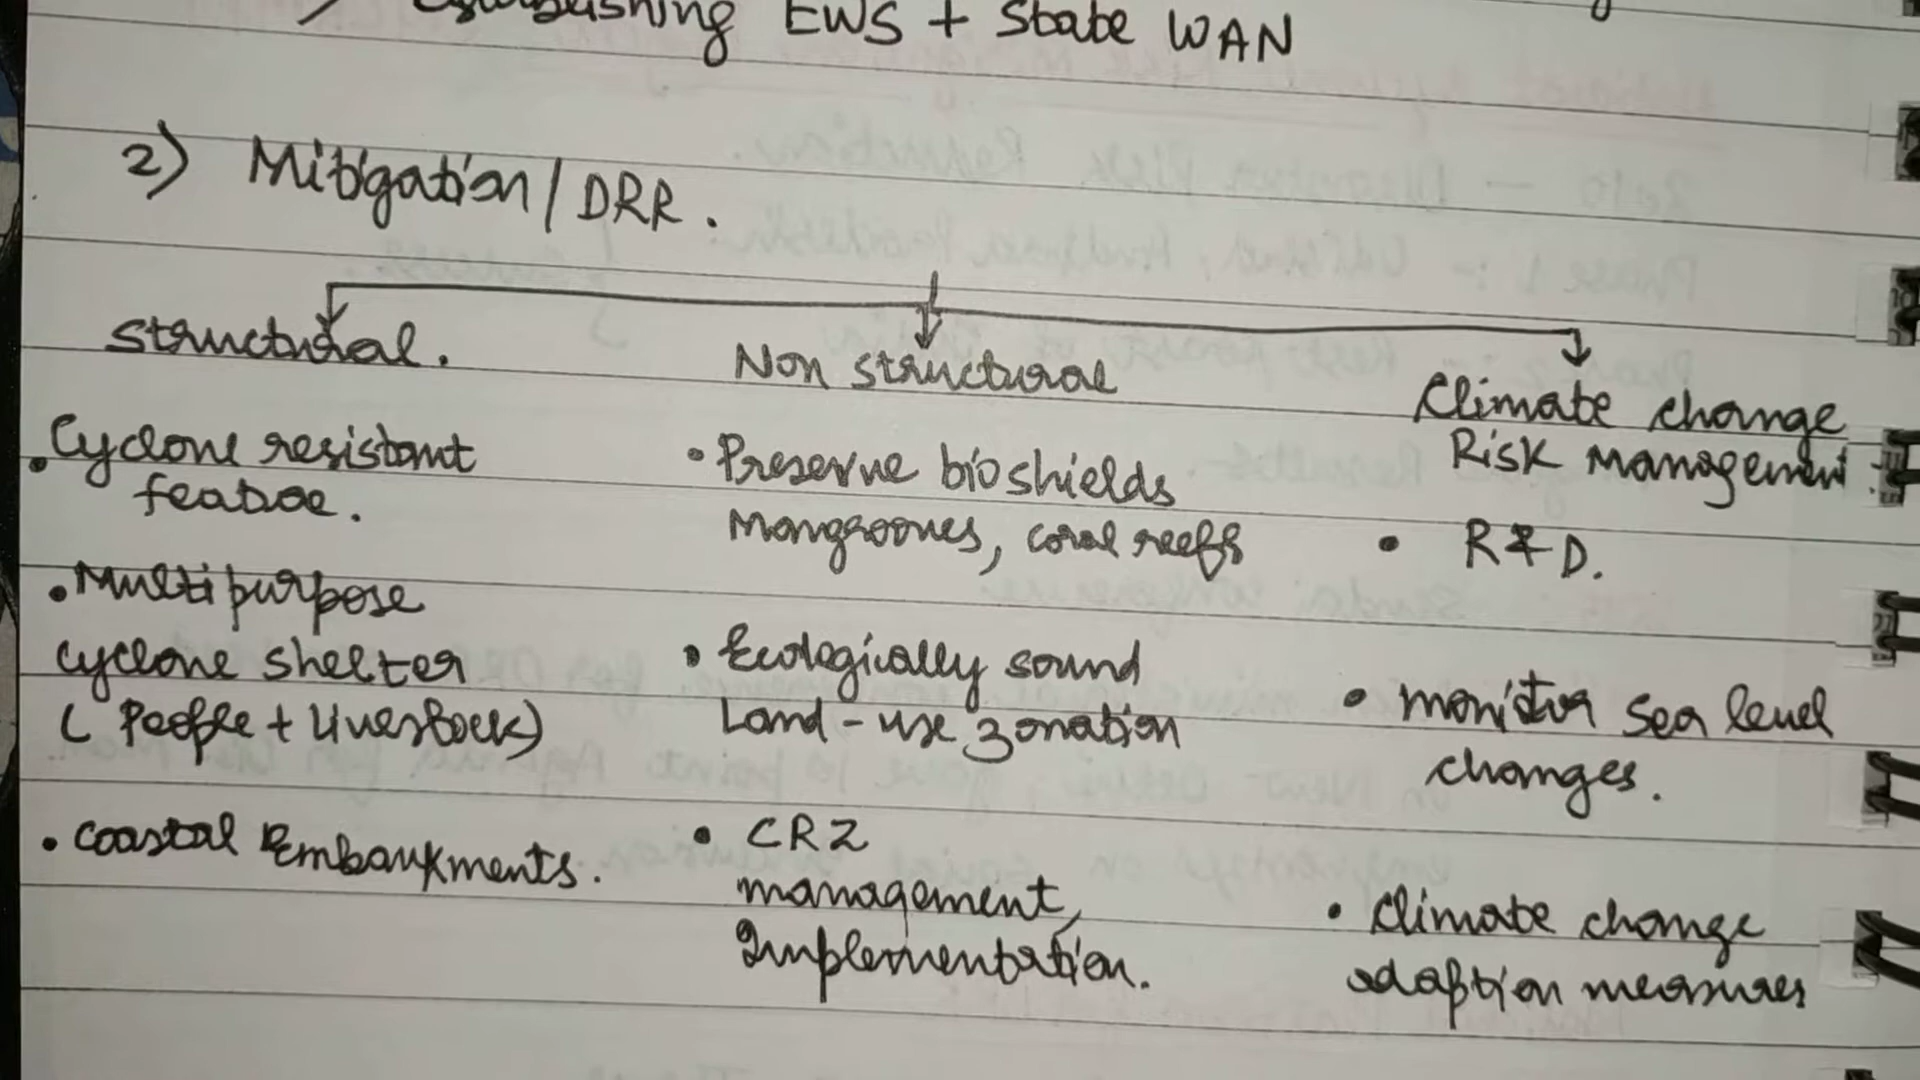 Establishing EWS + State WAN
2) Mitigation / DRR.
Structural.
Cyclone resistant
feature.
• Multipurpose
cyclone shelter
( People + Livestock)
• Coastal Embankments.
Non structural
• Preserve bioshields
Mangrooves, coral reefs
• Ecologically sound
Land - use zonation
• CRZ
management,
Implementation.
Climate change
Risk Management.
• R & D.
• monitor sea level
changes.
• climate change
adaption measures